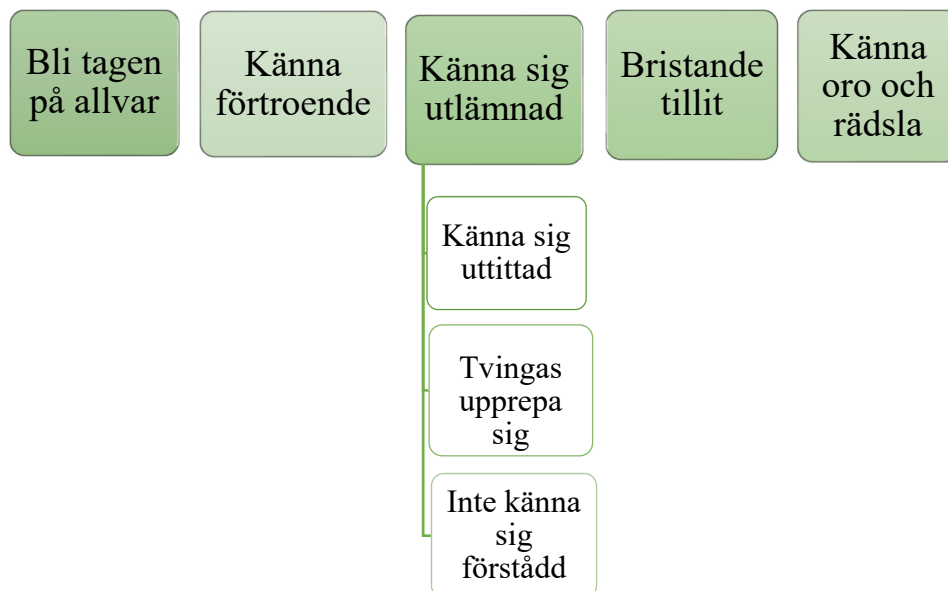 Bli tagen
på allvar
Känna
förtroende
Känna sig
utlämnad
Bristande
tillit
Känna
oro och
rädsla
Känna sig
uttittad
Tvingas
upprepa
sig
Inte känna
sig
förstådd